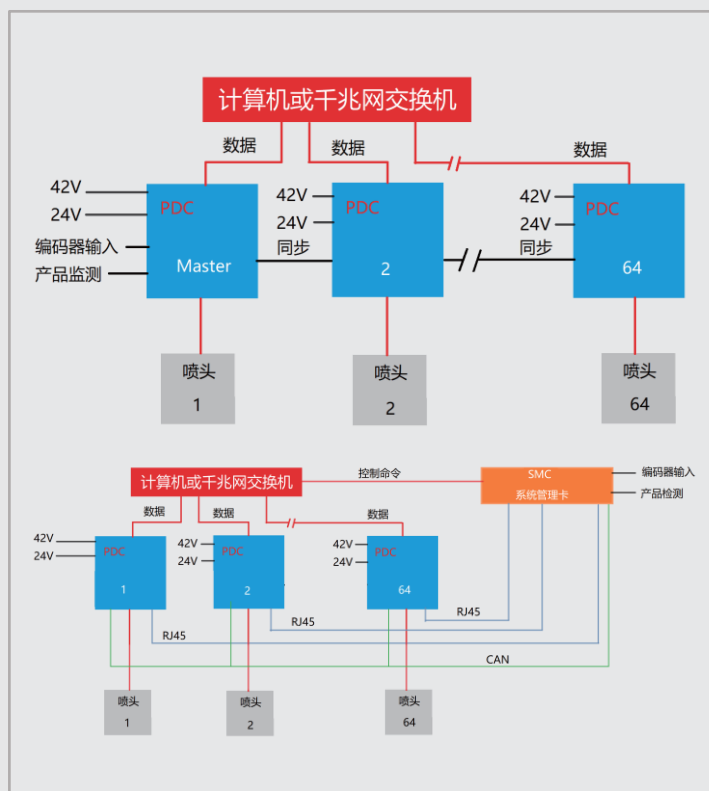 计算机或千兆网交换机
数据
数据
数据
42V
24V
编码器输入
产品监测
PDC
Master
同步
42V
24V
PDC
2
同步
42V
24V
PDC
64
喷头
1
喷头
2
喷头
64
计算机或千兆网交换机
控制命令
SMC
系统管理卡
编码器输入
产品检测
数据
数据
数据
42V
24V
PDC
1
42V
24V
PDC
2
42V
24V
PDC
64
RJ45
RJ45
RJ45
CAN
喷头
1
喷头
2
喷头
64